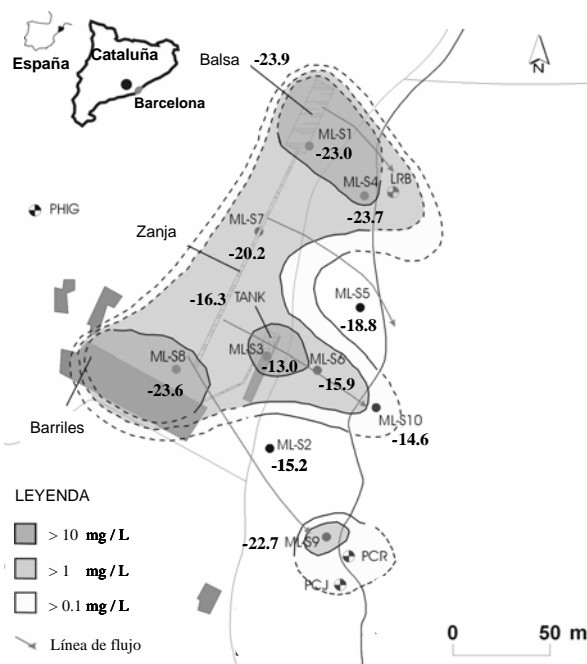 España
Cataluña
Barcelona
N
Balsa
-23.9
ML-S1
-23.0
ML-S4
LRB
-23.7
PHIG
ML-S7
Zanja
-20.2
-16.3
TANK
ML-S5
-18.8
ML-S8
ML-S3
-13.0
ML-S6
-23.6
-15.9
Barriles
ML-S10
-14.6
ML-S2
-15.2
LEYENDA
> 10 mg / L
> 1 mg / L
> 0.1 mg / L
Línea de flujo
-22.7
ML-S9
PCR
PCJ
0 50 m